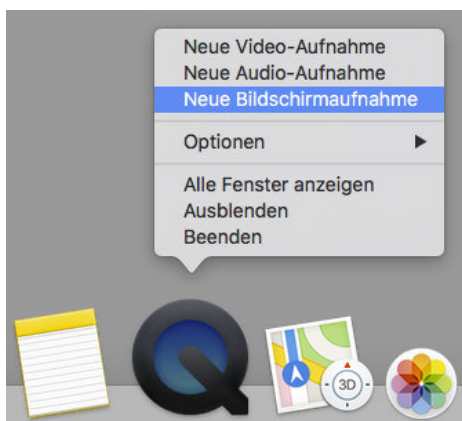 Neue Video-Aufnahme
Neue Audio-Aufnahme
Neue Bildschirmaufnahme
Optionen
Alle Fenster anzeigen
Ausblenden
Beenden
3D